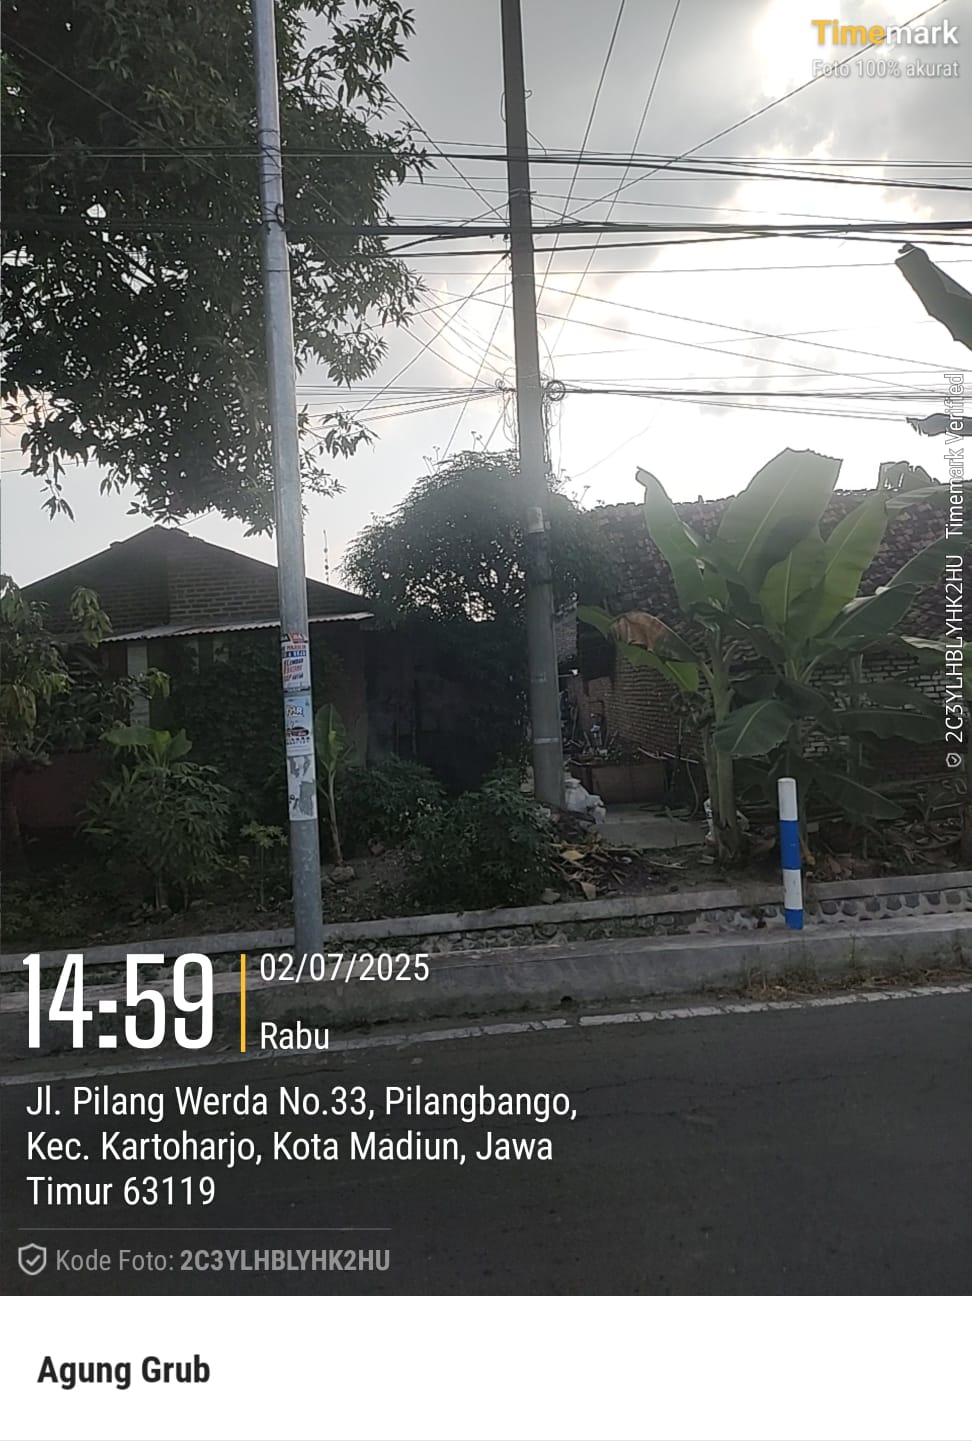 Timemark
Foto 100% akurat
2C3YLHBLYHK2HU Timemark Verified
14:59
02/07/2025
Rabu
Jl. Pilang Werda No.33, Pilangbango,
Kec. Kartoharjo, Kota Madiun, Jawa
Timur 63119
Kode Foto: 2C3YLHBLYHK2HU
Agung Grub